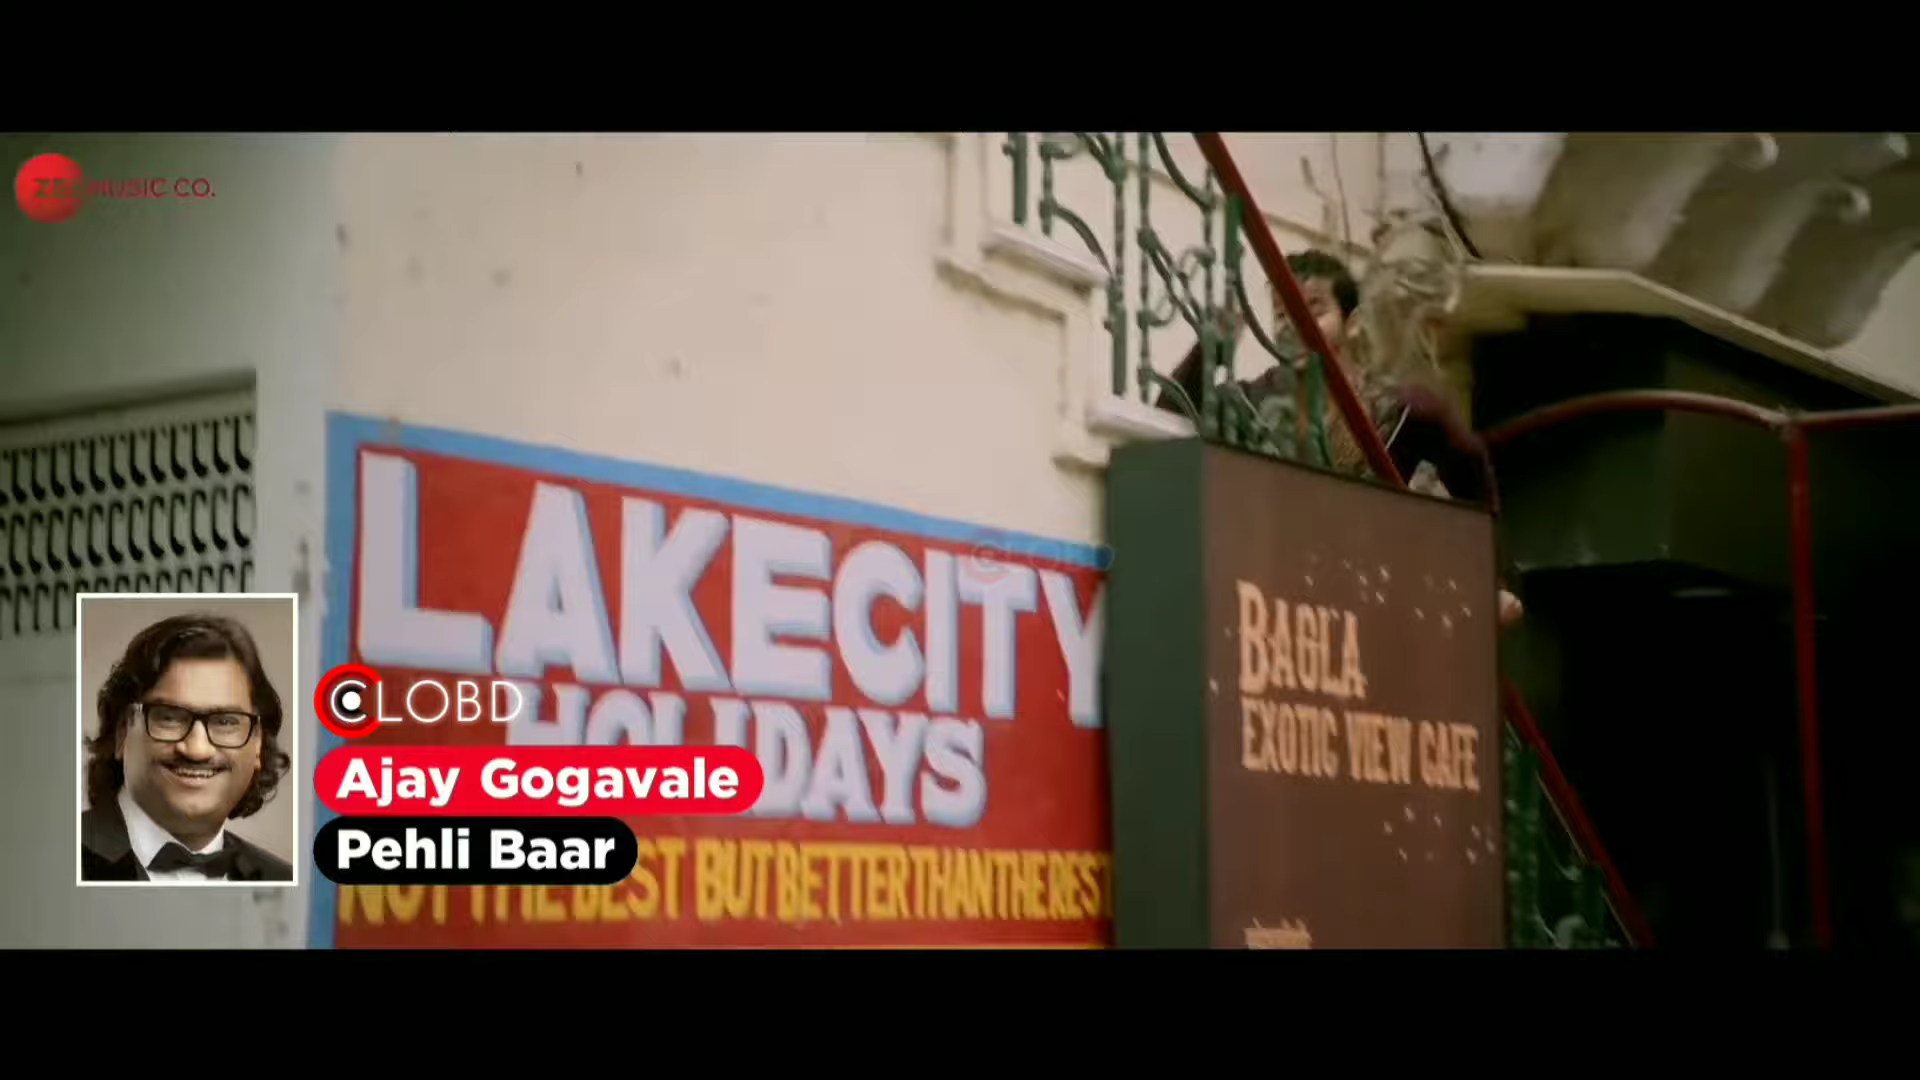 ZEE MUSIC CO.
LAKECITY
HOLIDAYS
NOT THE BEST BUT BETTER THAN THE REST
BAGLA
EXOTIC VIEW CAFE
CLOBD
CLOBD
Ajay Gogavale
Pehli Baar